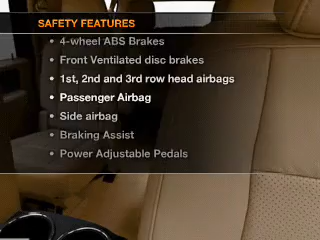 SAFETY FEATURES
• 4-wheel ABS Brakes
• Front Ventilated disc brakes
• 1st, 2nd and 3rd row head airbags
• Passenger Airbag
• Side airbag
• Braking Assist
• Power Adjustable Pedals